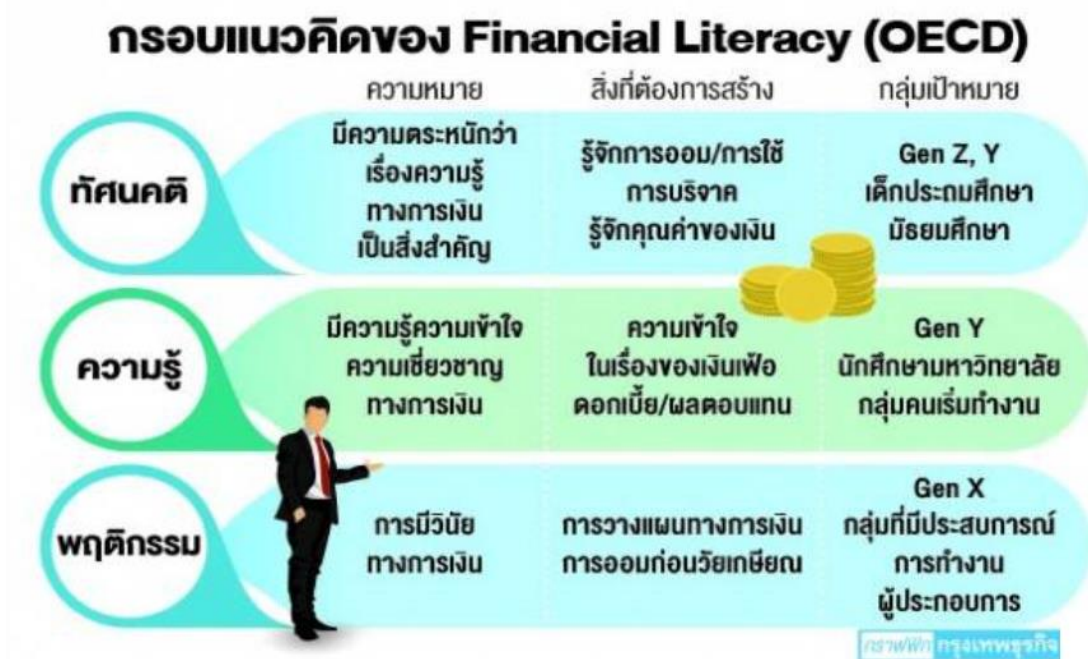 กรอบแนวคิดของ Financial Literacy (OECD)
ความหมาย
สิ่งที่ต้องการสร้าง
กลุ่มเป้าหมาย
ทัศนคติ
มีความตระหนักว่า
เรื่องความรู้
ทางการเงิน
เป็นสิ่งสำคัญ
รู้จักการออม/การใช้
การบริจาค
รู้จักคุณค่าของเงิน
Gen Z, Y
เด็กประถมศึกษา
มัธยมศึกษา
ความรู้
มีความรู้ความเข้าใจ
ความเชี่ยวชาญ
ทางการเงิน
ความเข้าใจ
ในเรื่องของเงินเฟ้อ
ดอกเบี้ย/ผลตอบแทน
Gen Y
นักศึกษามหาวิทยาลัย
กลุ่มคนเริ่มทำงาน
พฤติกรรม
การมีวินัย
ทางการเงิน
การวางแผนทางการเงิน
การออมก่อนวัยเกษียณ
Gen X
กลุ่มที่มีประสบการณ์
การทำงาน
ผู้ประกอบการ
กราฟฟิก กรุงเทพธุรกิจ